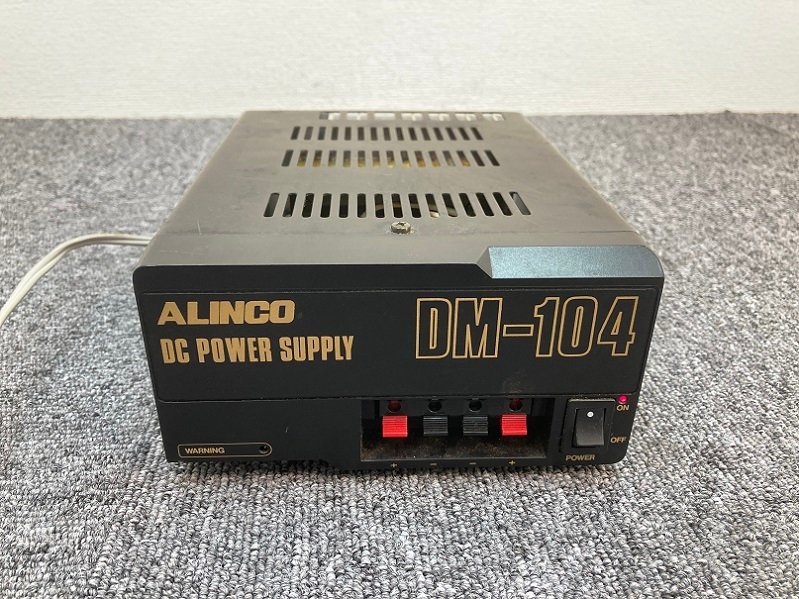 ALINCO
DM-104
DC POWER SUPPLY
ON
OFF
POWER
WARNING
+ - - +